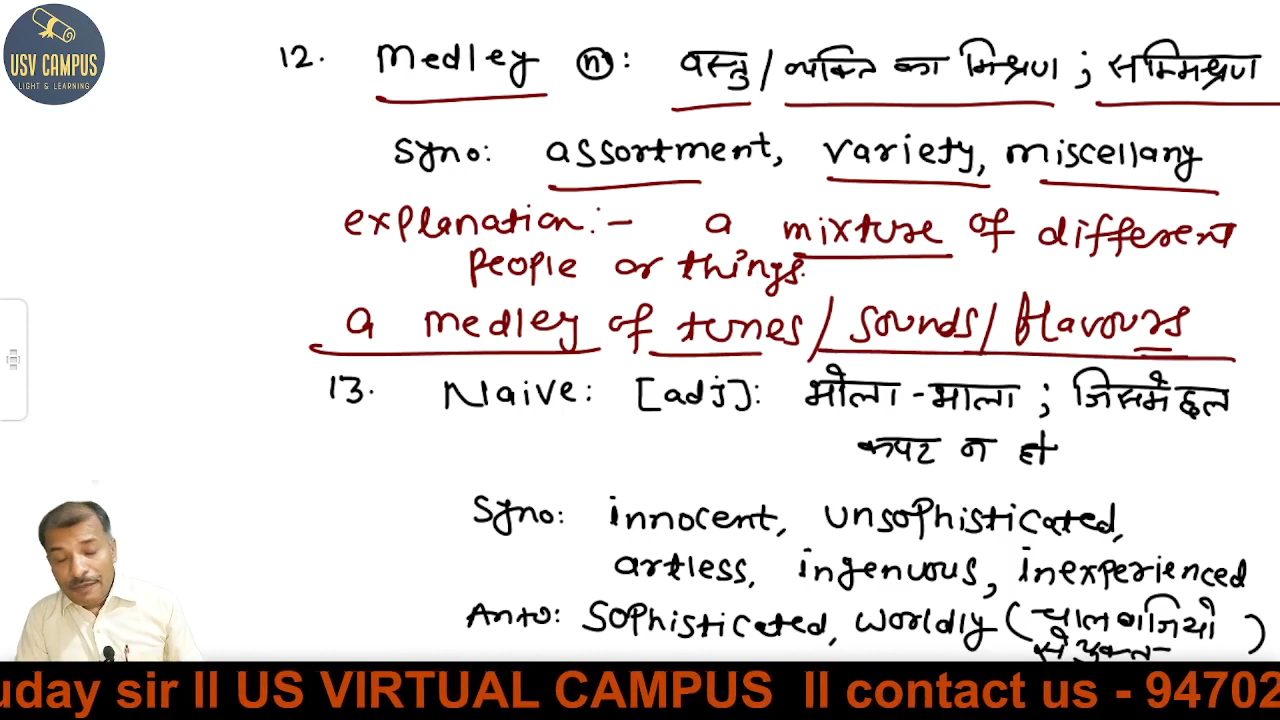 USV CAMPUS
LIGHT & LEARNING
12. Medley (n): वस्तु / व्यक्ति का मिश्रण ; सम्मिश्रण
Syno: assortment, variety, miscellany
explanation:- a mixture of different
people or things.
a medley of tunes / sounds / flavours
13. Naive: [adj]: भोला - भाला ; जिसमे छल
कपट न हो
Syno: innocent, unsophisticated,
artless, ingenuous, inexperienced
Anto: Sophisticated, worldly (चालबाजियो
से युक्त )
uday sir II US VIRTUAL CAMPUS II contact us - 94702